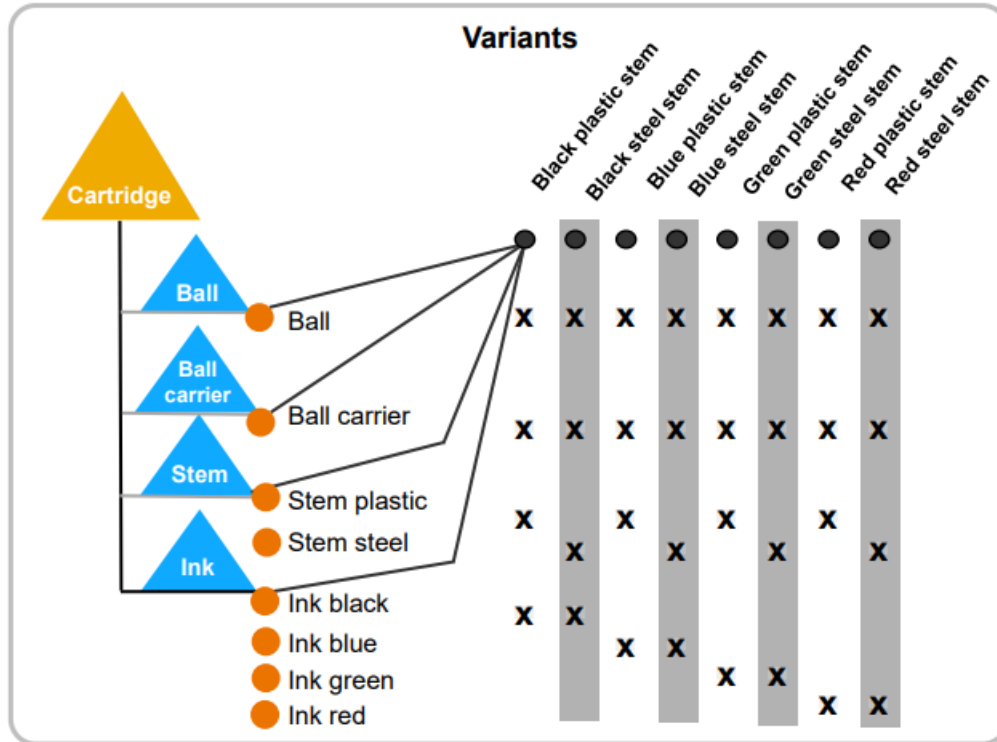 Variants
Black plastic stem
Black steel stem
Blue plastic stem
Blue steel stem
Green plastic stem
Green steel stem
Red plastic stem
Red steel stem
Cartridge
Ball
Ball
x x x x x x x x
Ball
carrier
Ball carrier
x x x x x x x x
Stem
Stem plastic
x x x x
Stem steel
x x x x
Ink
Ink black
x x
Ink blue
x x
Ink green
x x
Ink red
x x